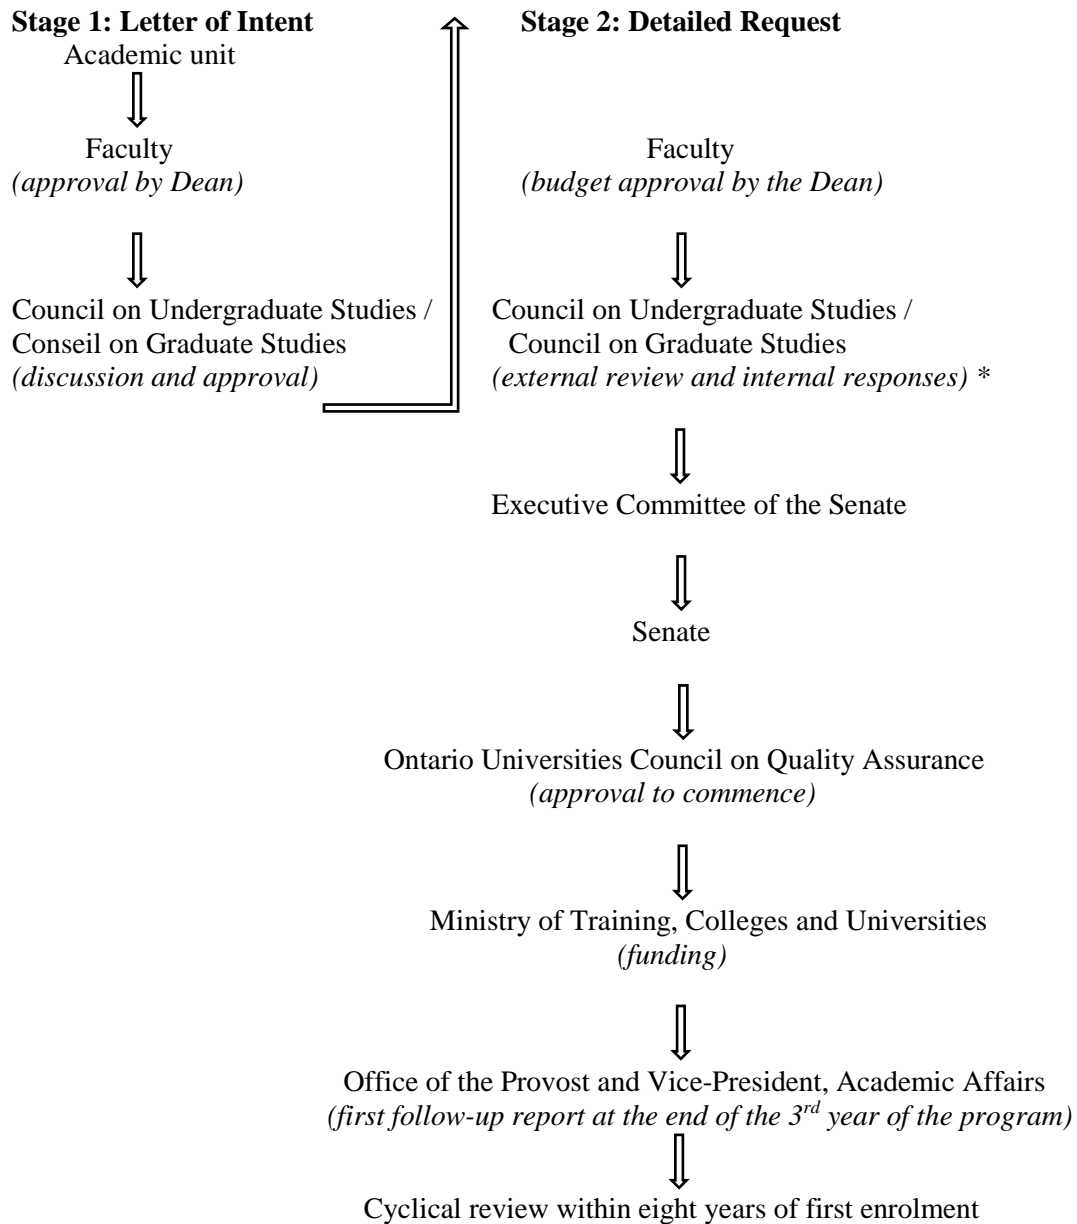 Stage 1: Letter of Intent
Academic unit
Faculty
(approval by Dean)
Council on Undergraduate Studies /
Conseil on Graduate Studies
(discussion and approval)
Stage 2: Detailed Request
Faculty
(budget approval by the Dean)
Council on Undergraduate Studies /
Council on Graduate Studies
(external review and internal responses) *
Executive Committee of the Senate
Senate
Ontario Universities Council on Quality Assurance
(approval to commence)
Ministry of Training, Colleges and Universities
(funding)
Office of the Provost and Vice-President, Academic Affairs
(first follow-up report at the end of the 3rd year of the program)
Cyclical review within eight years of first enrolment